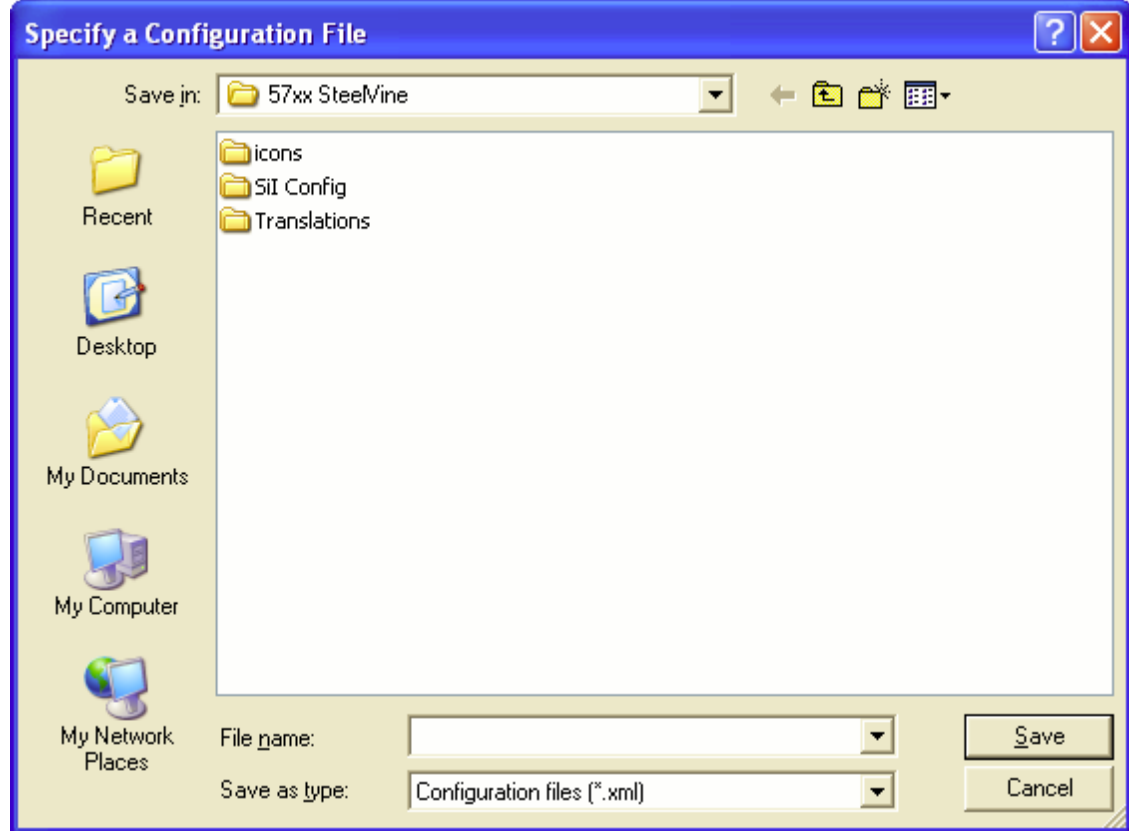 Specify a Configuration File
Save in: 57xx SteelVine
icons
SiI Config
Translations
Recent
Desktop
My Documents
My Computer
My Network
Places
File name:
Save
Save as type: Configuration files (*.xml)
Cancel